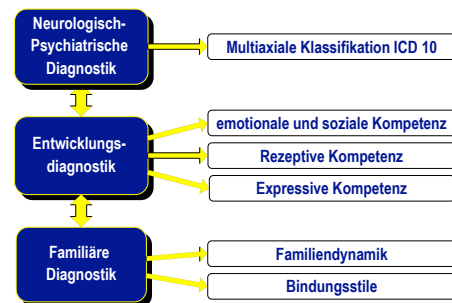 Neurologisch-
Psychiatrische
Diagnostik
Multiaxiale Klassifikation ICD 10
emotionale und soziale Kompetenz
Entwicklungs-
diagnostik
Rezeptive Kompetenz
Expressive Kompetenz
Familiäre
Diagnostik
Familiendynamik
Bindungsstile